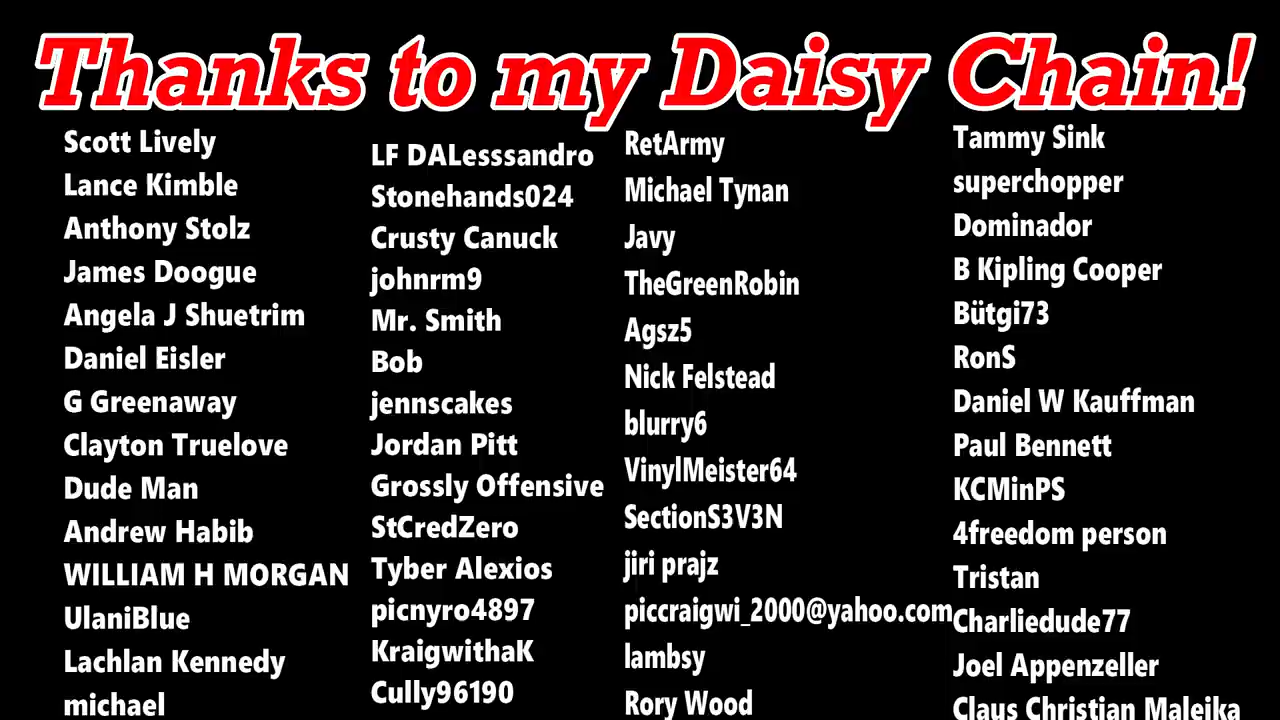 Thanks to my Daisy Chain!
Scott Lively
Lance Kimble
Anthony Stolz
James Doogue
Angela J Shuetrim
Daniel Eisler
G Greenaway
Clayton Truelove
Dude Man
Andrew Habib
WILLIAM H MORGAN
UlaniBlue
Lachlan Kennedy
michael
LF DALesssandro
Stonehands024
Crusty Canuck
johnrm9
Mr. Smith
Bob
jennscakes
Jordan Pitt
Grossly Offensive
StCredZero
Tyber Alexios
picnyro4897
KraigwithaK
Cully96190
RetArmy
Michael Tynan
Javy
TheGreenRobin
Agsz5
Nick Felstead
blurry6
VinylMeister64
SectionS3V3N
jiri prajz
piccraigwi_2000@yahoo.com
lambsy
Rory Wood
Tammy Sink
superchopper
Dominador
B Kipling Cooper
Bütgi73
RonS
Daniel W Kauffman
Paul Bennett
KCMinPS
4freedom person
Tristan
Charliedude77
Joel Appenzeller
Claus Christian Malejka